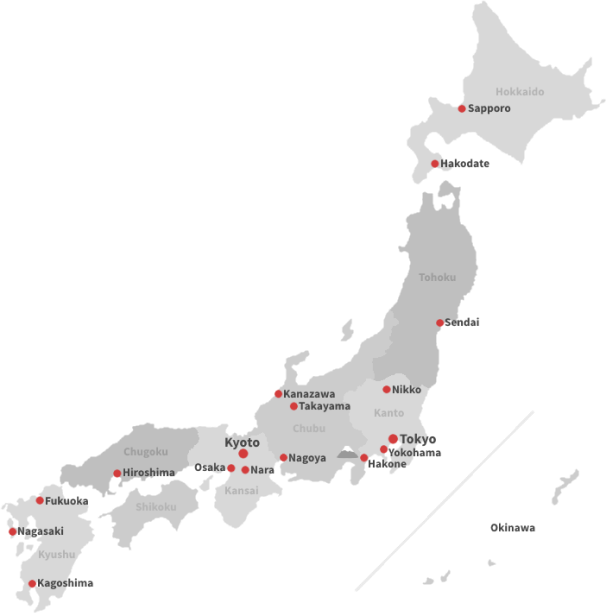 Hokkaido
Sapporo
Hakodate
Tohoku
Sendai
Kanazawa
Nikko
Takayama
Kanto
Chubu
Kyoto
Tokyo
Chugoku
Yokohama
Nagoya
Hakone
Osaka
Nara
Hiroshima
Kansai
Fukuoka
Shikoku
Okinawa
Nagasaki
Kyushu
Kagoshima